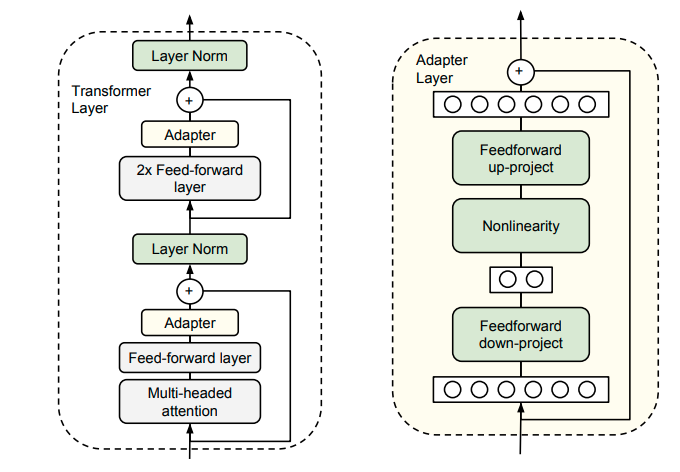 Layer Norm
Transformer
Layer
+
Adapter
2x Feed-forward
layer
Layer Norm
+
Adapter
Feed-forward layer
Multi-headed
attention
Adapter
Layer
+
Feedforward
up-project
Nonlinearity
Feedforward
down-project